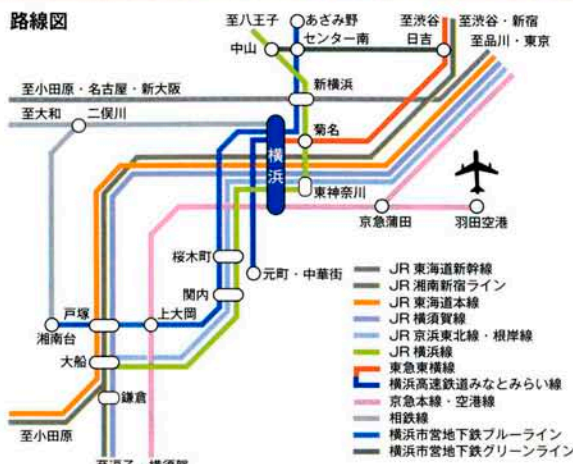 路線図
至八王子
あざみ野
至渋谷
至渋谷・新宿
中山
センター南
日吉
至品川・東京
至小田原・名古屋・新大阪
新横浜
至大和
二俣川
菊名
横浜
東神奈川
京急蒲田
羽田空港
桜木町
元町・中華街
関内
戸塚
上大岡
湘南台
大船
鎌倉
至小田原
JR 東海道新幹線
JR 湘南新宿ライン
JR 東海道本線
JR 横須賀線
JR 京浜東北線・根岸線
JR 横浜線
東急東横線
横浜高速鉄道みなとみらい線
京急本線・空港線
相鉄線
横浜市営地下鉄ブルーライン
横浜市営地下鉄グリーンライン